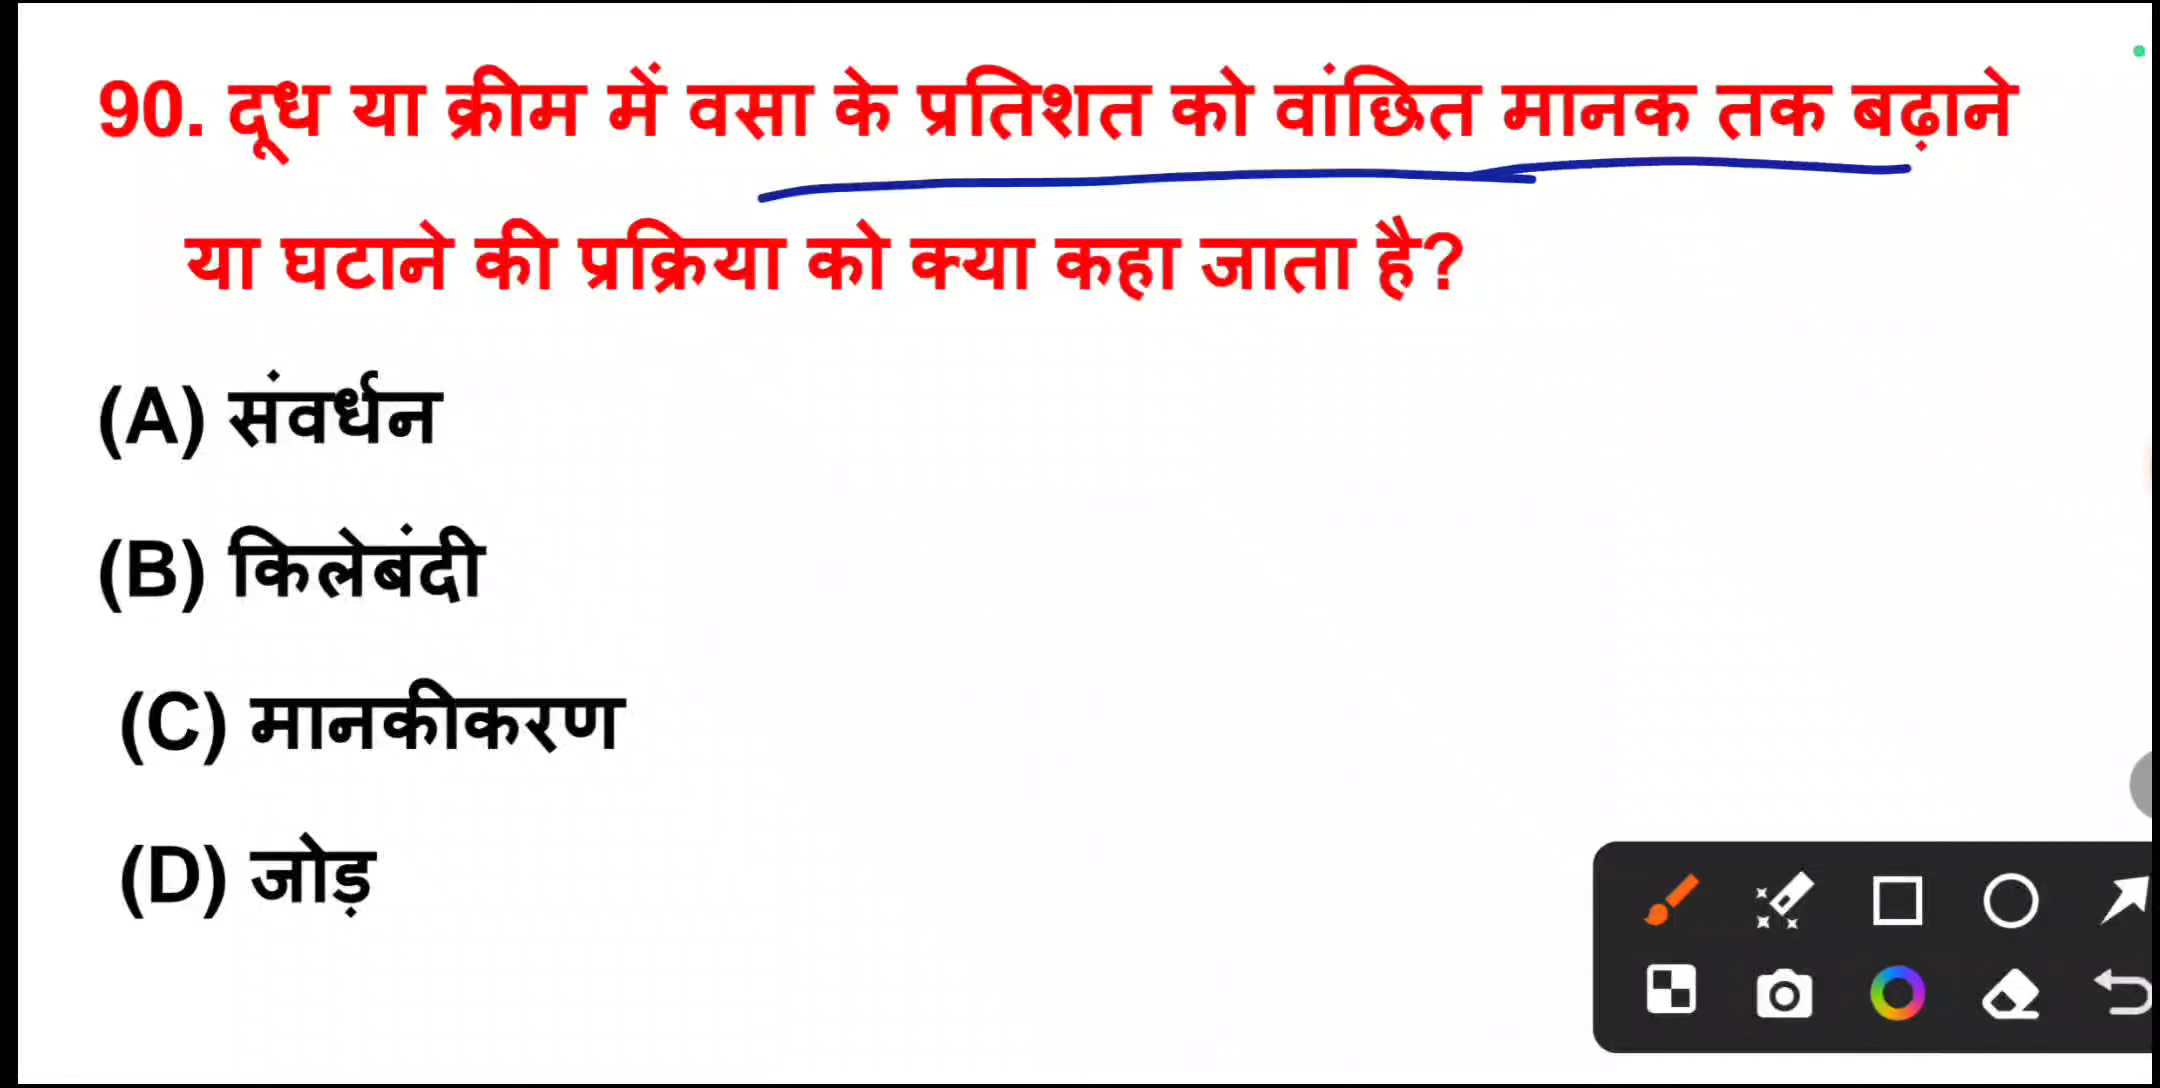 90. दूध या क्रीम में वसा के प्रतिशत को वांछित मानक तक बढ़ाने
या घटाने की प्रक्रिया को क्या कहा जाता है?
(A) संवर्धन
(B) किलेबंदी
(C) मानकीकरण
(D) जोड़